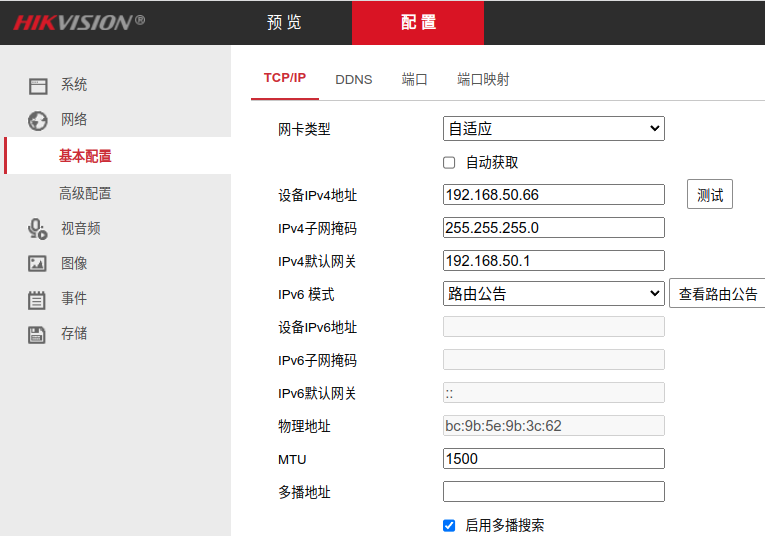 HIKVISION® 预 览 配 置
系统
网络
基本配置
高级配置
视音频
图像
事件
存储
TCP/IP DDNS 端口 端口映射
网卡类型 自适应
自动获取
设备IPv4地址 192.168.50.66 测试
IPv4子网掩码 255.255.255.0
IPv4默认网关 192.168.50.1
IPv6 模式 路由公告 查看路由公告
设备IPv6地址
IPv6子网掩码
IPv6默认网关 ::
物理地址 bc:9b:5e:9b:3c:62
MTU 1500
多播地址
启用多播搜索